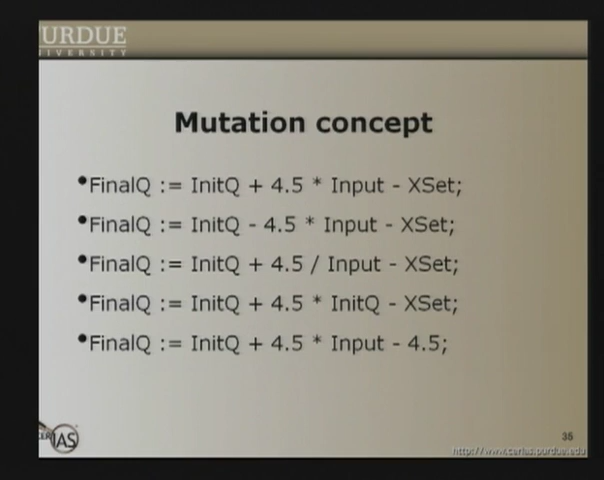 URDUE
IVERSITY
Mutation concept
•FinalQ := InitQ + 4.5 * Input - XSet;
•FinalQ := InitQ - 4.5 * Input - XSet;
•FinalQ := InitQ + 4.5 / Input - XSet;
•FinalQ := InitQ + 4.5 * InitQ - XSet;
•FinalQ := InitQ + 4.5 * Input - 4.5;
IAS
35
http://www.cerias.purdue.edu